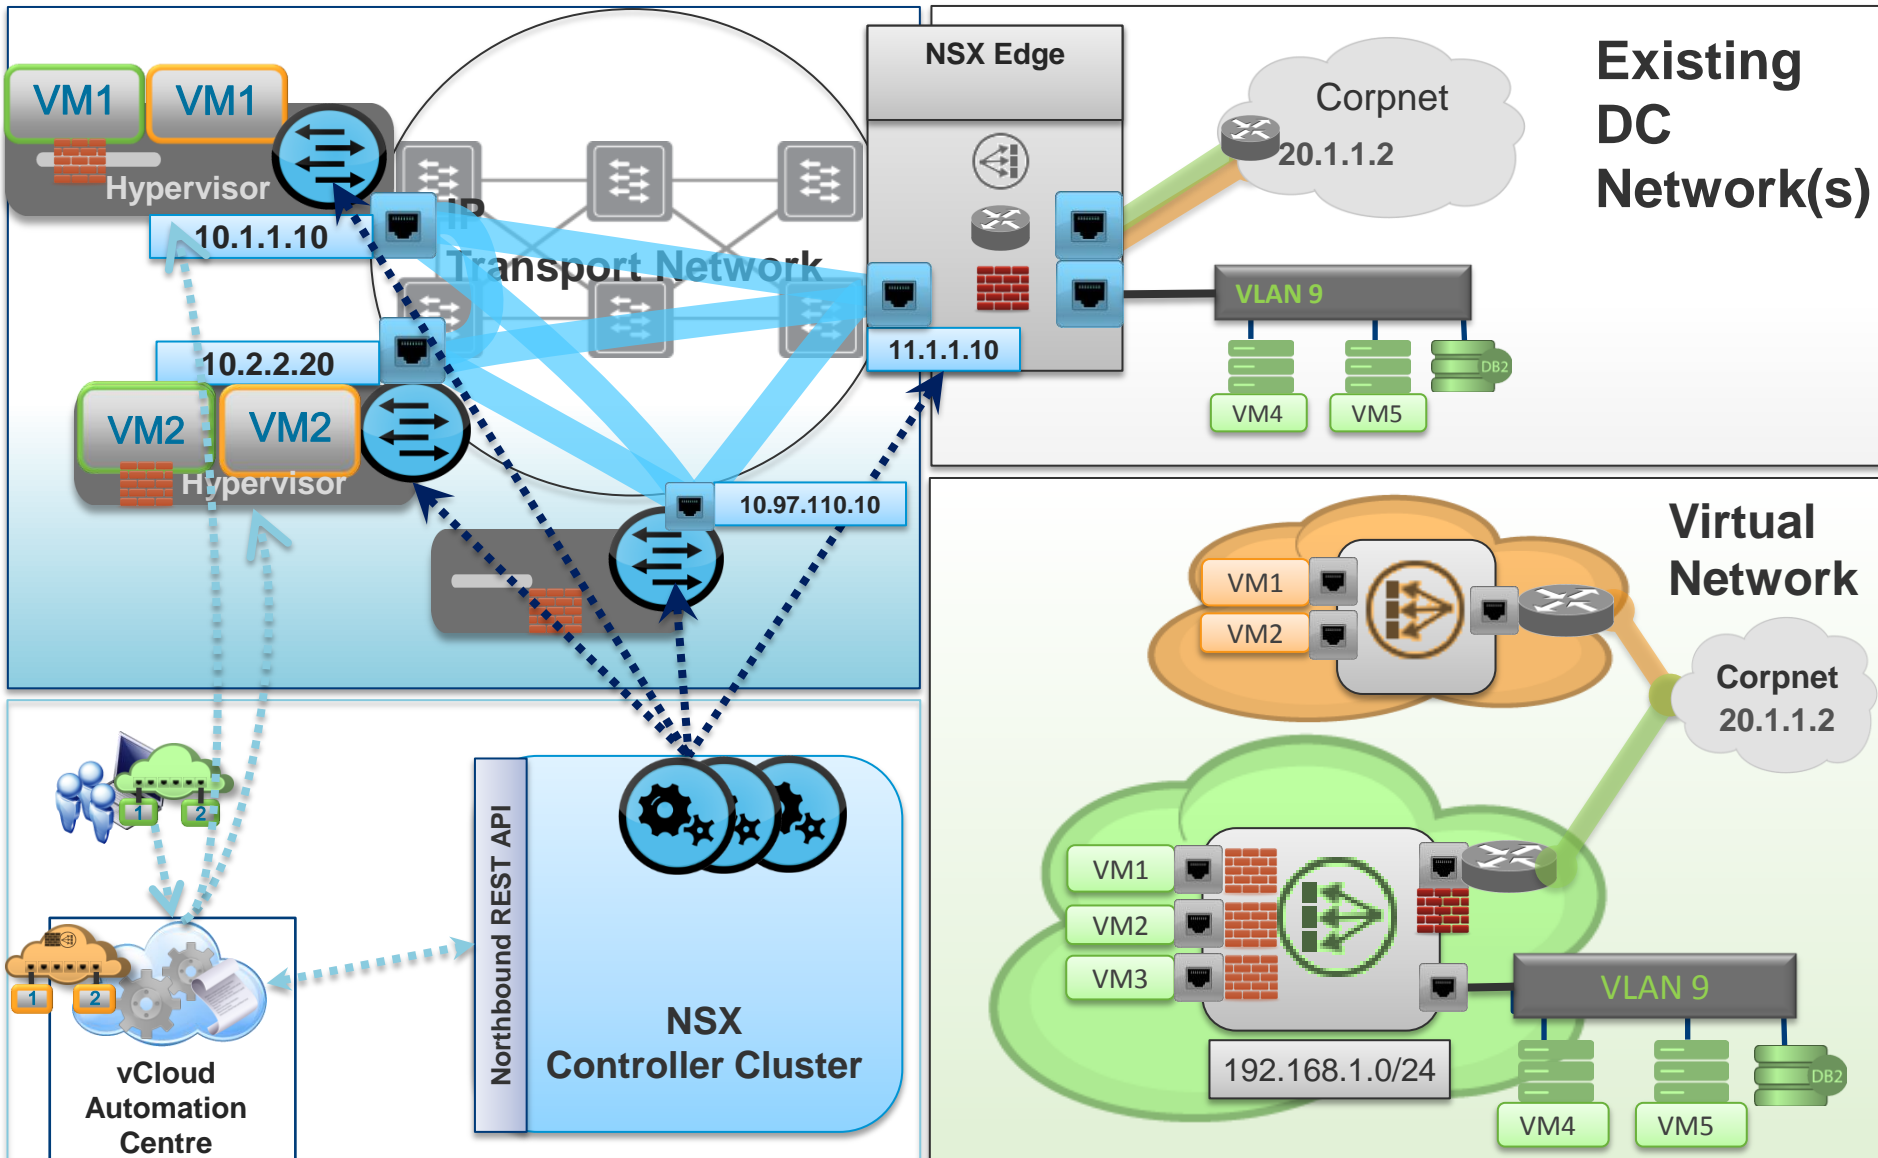 VM1
VM1
Hypervisor
10.1.1.10
IP
Transport Network
10.2.2.20
VM2
VM2
Hypervisor
10.97.110.10
NSX Edge
11.1.1.10
Corpnet
20.1.1.2
Existing
DC
Network(s)
VLAN 9
DB2
VM4
VM5
Virtual
Network
VM1
VM2
Corpnet
20.1.1.2
VM1
VM2
VM3
192.168.1.0/24
VLAN 9
DB2
VM4
VM5
1
2
1
2
vCloud
Automation
Centre
Northbound REST API
NSX
Controller Cluster